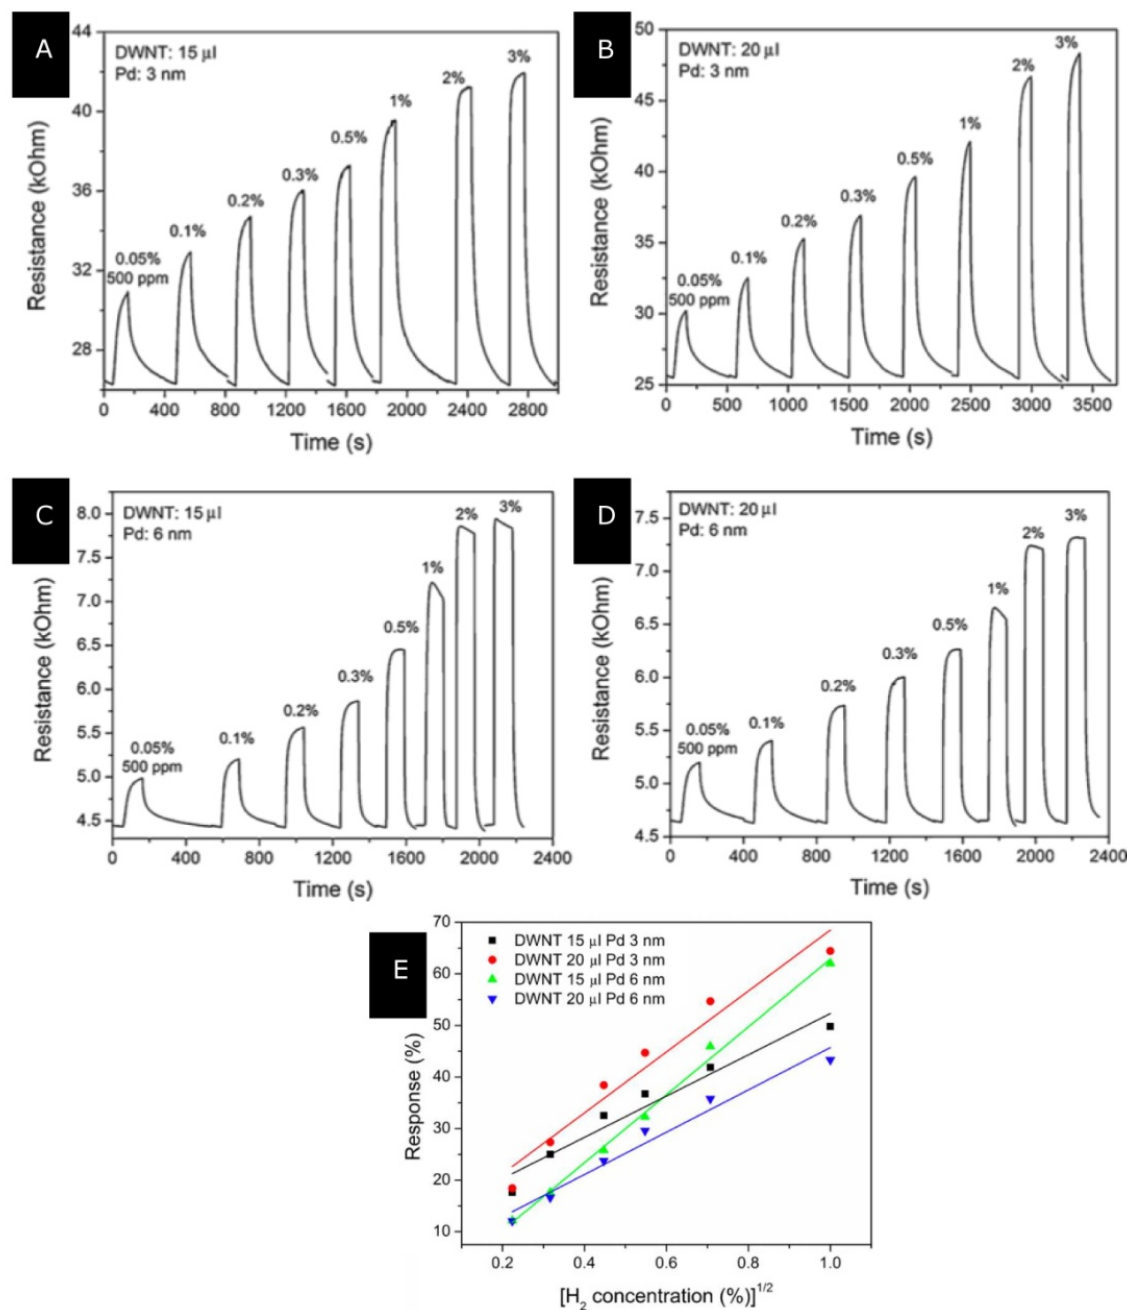 A
DWNT: 15 μl
Pd: 3 nm
0.05%
500 ppm
0.1%
0.2%
0.3%
0.5%
1%
2%
3%
44
40
36
32
28
Resistance (kOhm)
0 400 800 1200 1600 2000 2400 2800
Time (s)
B
DWNT: 20 μl
Pd: 3 nm
0.05%
500 ppm
0.1%
0.2%
0.3%
0.5%
1%
2%
3%
50
45
40
35
30
25
Resistance (kOhm)
0 500 1000 1500 2000 2500 3000 3500
Time (s)
C
DWNT: 15 μl
Pd: 6 nm
0.05%
500 ppm
0.1%
0.2%
0.3%
0.5%
1%
2%
3%
8.0
7.5
7.0
6.5
6.0
5.5
5.0
4.5
Resistance (kOhm)
0 400 800 1200 1600 2000 2400
Time (s)
D
DWNT: 20 μl
Pd: 6 nm
0.05%
500 ppm
0.1%
0.2%
0.3%
0.5%
1%
2%
3%
7.5
7.0
6.5
6.0
5.5
5.0
4.5
Resistance (kOhm)
0 400 800 1200 1600 2000 2400
Time (s)
E
DWNT 15 μl Pd 3 nm
DWNT 20 μl Pd 3 nm
DWNT 15 μl Pd 6 nm
DWNT 20 μl Pd 6 nm
70
60
50
40
30
20
10
Response (%)
0.2 0.4 0.6 0.8 1.0
[H₂ concentration (%)]¹/²